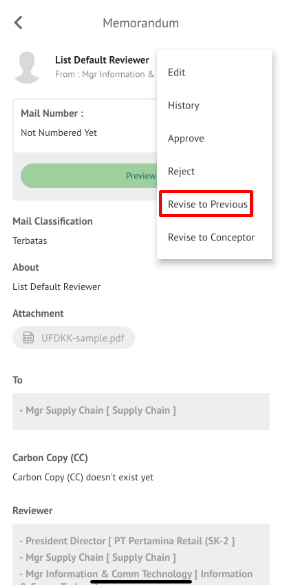 Memorandum
List Default Reviewer
From : Mgr Information &
Edit
History
Approve
Reject
Revise to Previous
Revise to Conceptor
Mail Number :
Not Numbered Yet
Preview
Mail Classification
Terbatas
About
List Default Reviewer
Attachment
UFDKK-sample.pdf
To
- Mgr Supply Chain [ Supply Chain ]
Carbon Copy (CC)
Carbon Copy (CC) doesn't exist yet
Reviewer
- President Director [ PT Pertamina Retail (SK-2 ]
- Mgr Supply Chain [ Supply Chain ]
- Mgr Information & Comm Technology [ Information